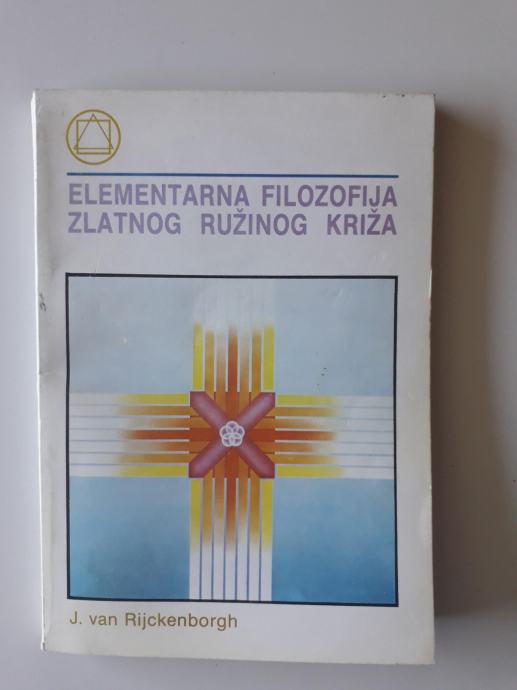 ELEMENTARNA FILOZOFIJA
ZLATNOG RUŽINOG KRIŽA
J. van Rijckenborgh